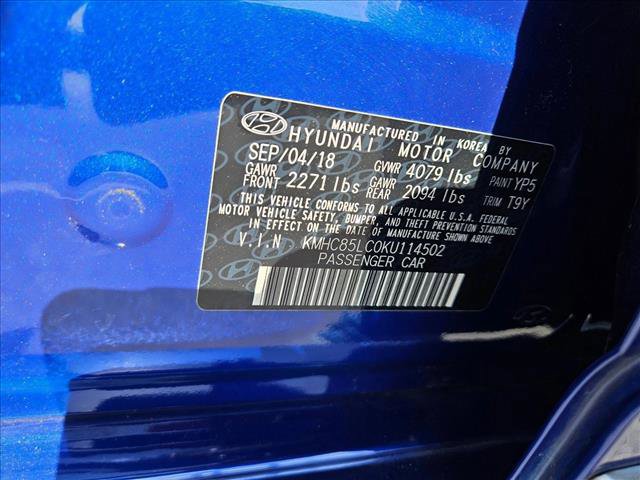 MANUFACTURED IN KOREA BY
HYUNDAI MOTOR COMPANY
SEP/04/18 GVWR 4079 lbs PAINT YP5
GAWR FRONT 2271 lbs GAWR REAR 2094 lbs TRIM T9Y
THIS VEHICLE CONFORMS TO ALL APPLICABLE U.S.A. FEDERAL
MOTOR VEHICLE SAFETY, BUMPER, AND THEFT PREVENTION STANDARDS
IN EFFECT ON THE DATE OF MANUFACTURE SHOWN ABOVE.
V.I.N KMHC85LC0KU114502
PASSENGER CAR